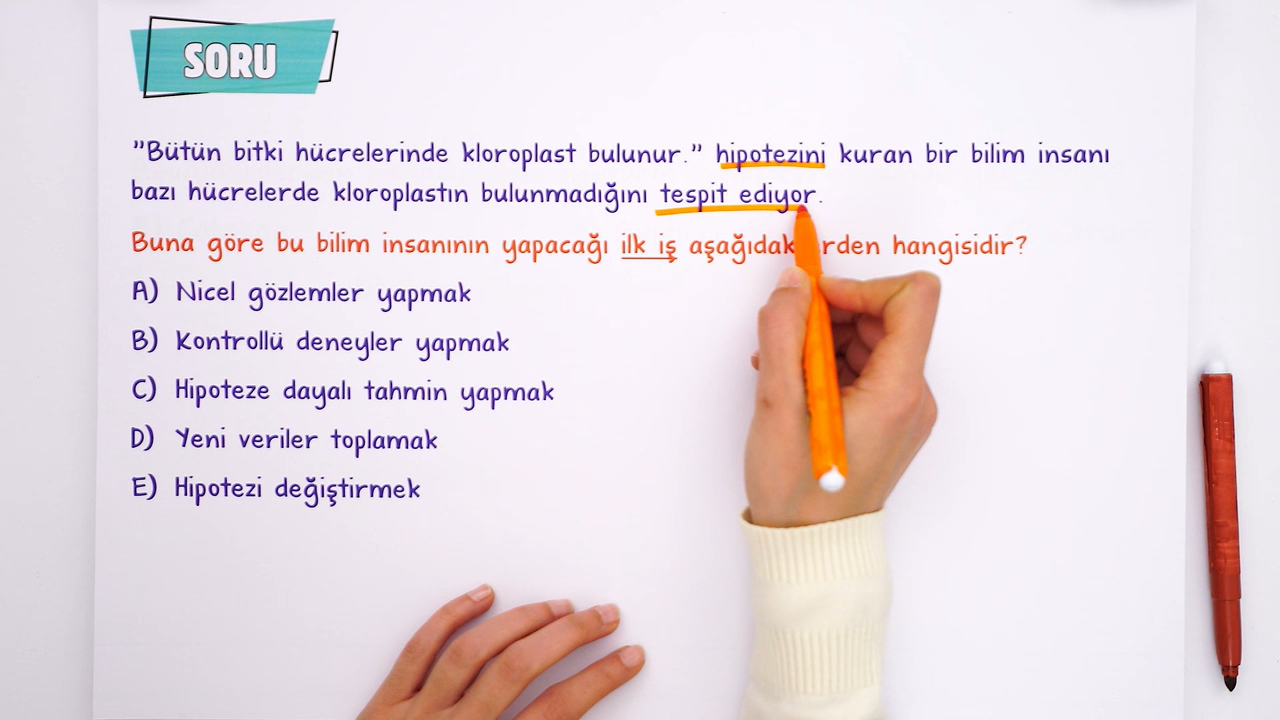 SORU
"Bütün bitki hücrelerinde kloroplast bulunur." hipotezini kuran bir bilim insanı
bazı hücrelerde kloroplastın bulunmadığını tespit ediyor.
Buna göre bu bilim insanının yapacağı ilk iş hangisidir?
A) Nicel gözlemler yapmak
B) Kontrollü deneyler yapmak
C) Hipoteze dayalı tahmin yapmak
D) Yeni veriler toplamak
E) Hipotezi değiştirmek